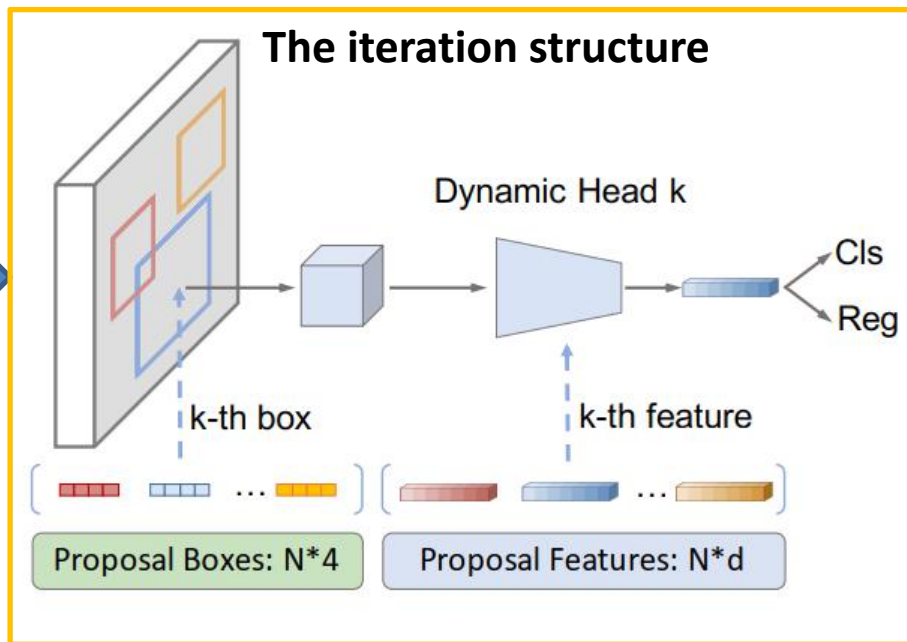 The iteration structure
Dynamic Head k
Cls
Reg
k-th box
k-th feature
...
...
Proposal Boxes: N*4
Proposal Features: N*d